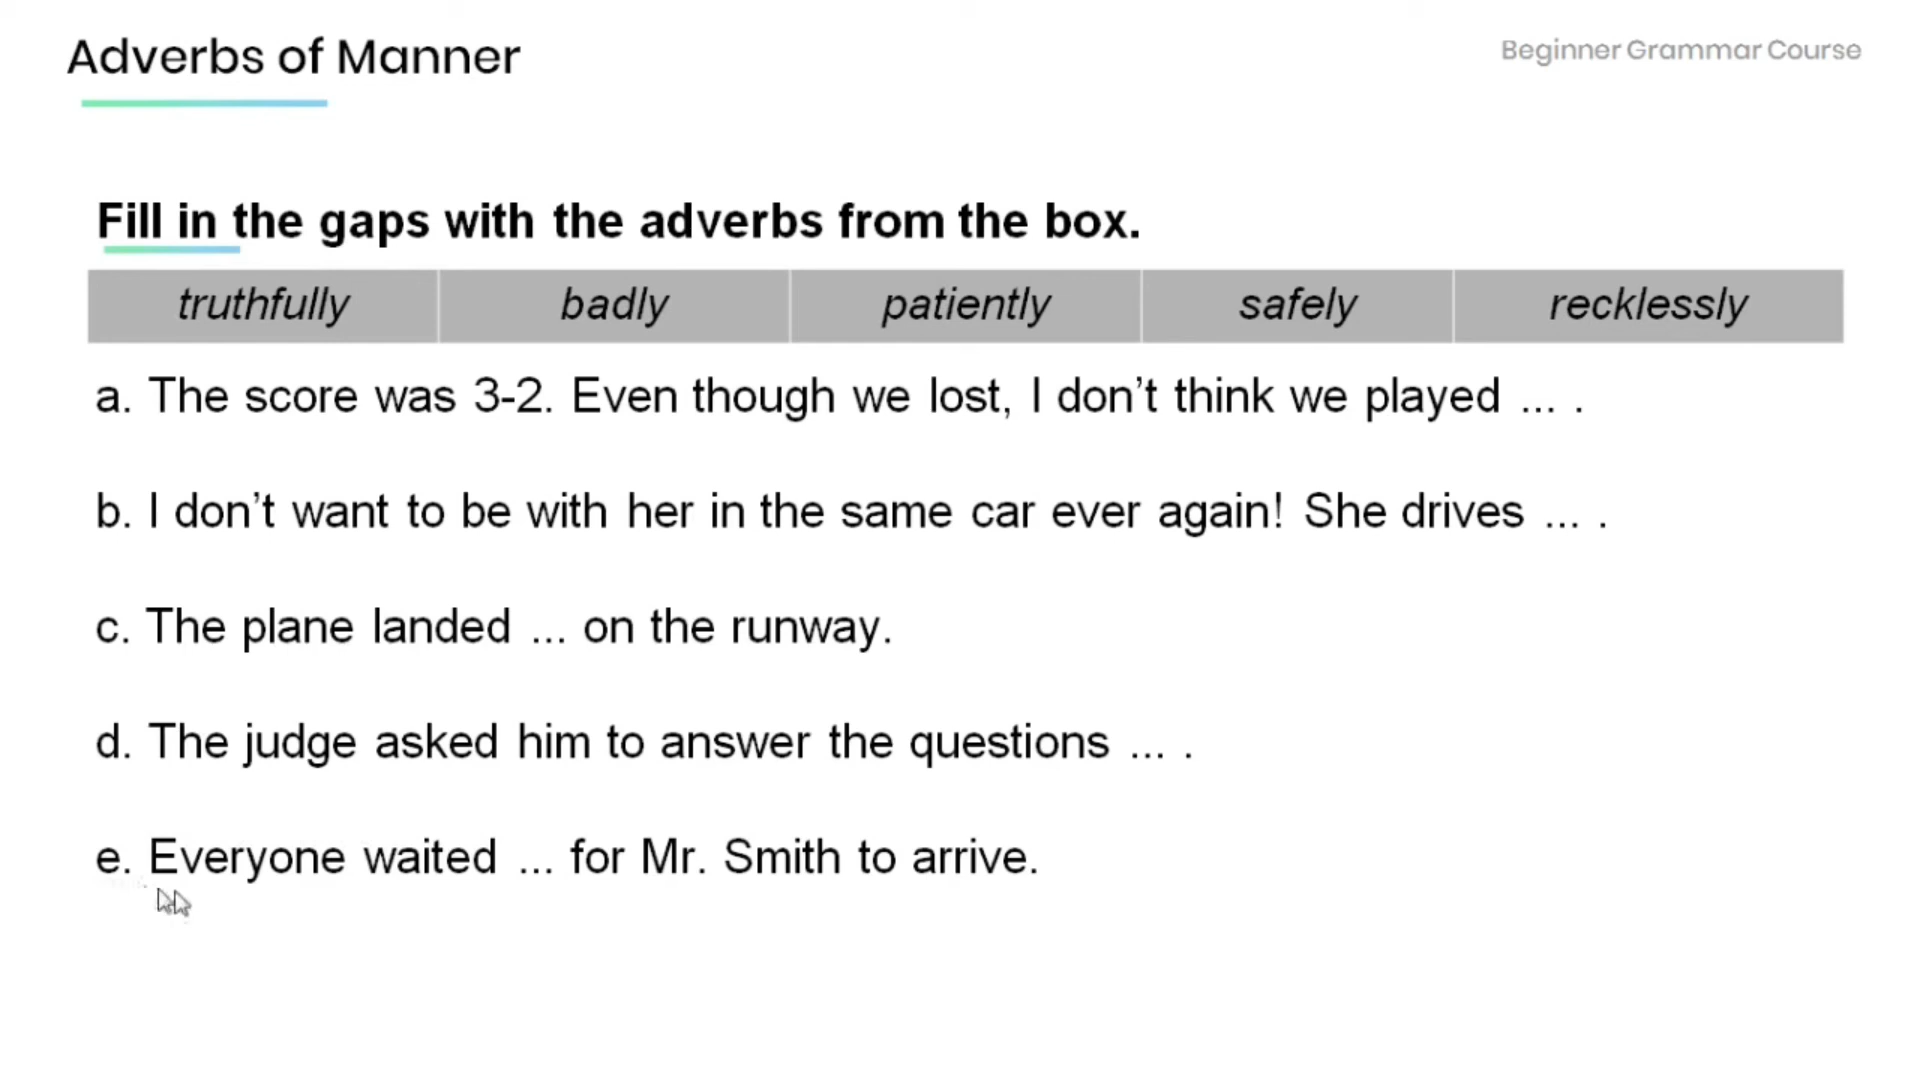 Adverbs of Manner
Beginner Grammar Course
Fill in the gaps with the adverbs from the box.
truthfully badly patiently safely recklessly
a. The score was 3-2. Even though we lost, I don’t think we played ... .
b. I don’t want to be with her in the same car ever again! She drives ... .
c. The plane landed ... on the runway.
d. The judge asked him to answer the questions ... .
e. Everyone waited ... for Mr. Smith to arrive.